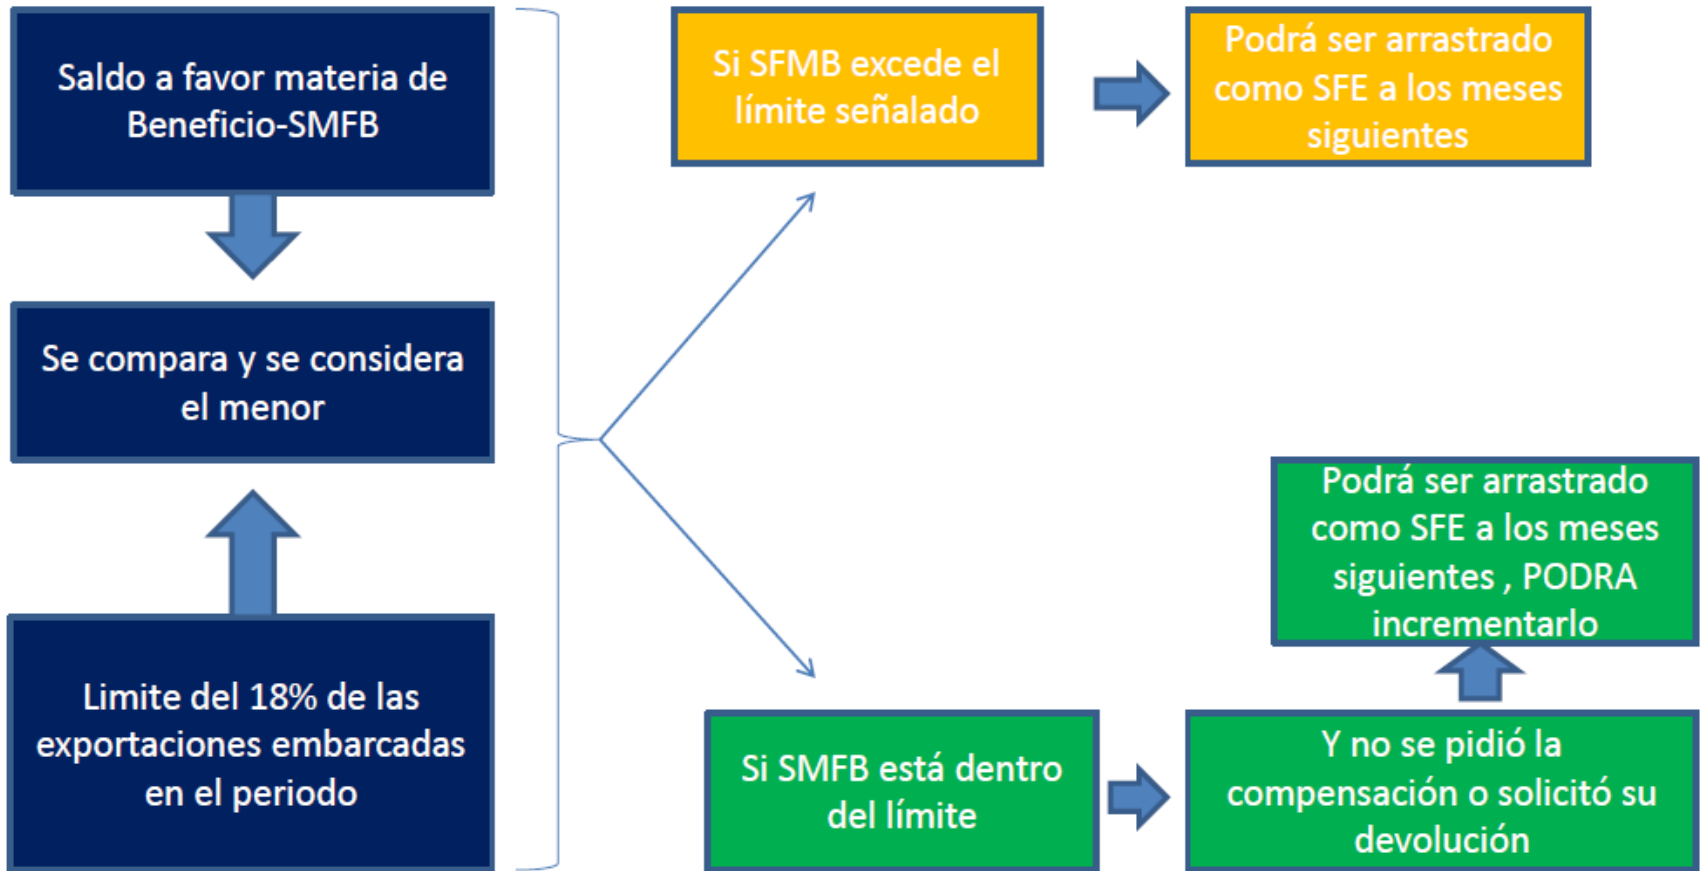 Saldo a favor materia de
Beneficio-SMFB
Se compara y se considera
el menor
Limite del 18% de las
exportaciones embarcadas
en el periodo
Si SFMB excede el
límite señalado
Podrá ser arrastrado
como SFE a los meses
siguientes
Si SMFB está dentro
del límite
Y no se pidió la
compensación o solicitó su
devolución
Podrá ser arrastrado
como SFE a los meses
siguientes , PODRA
incrementarlo